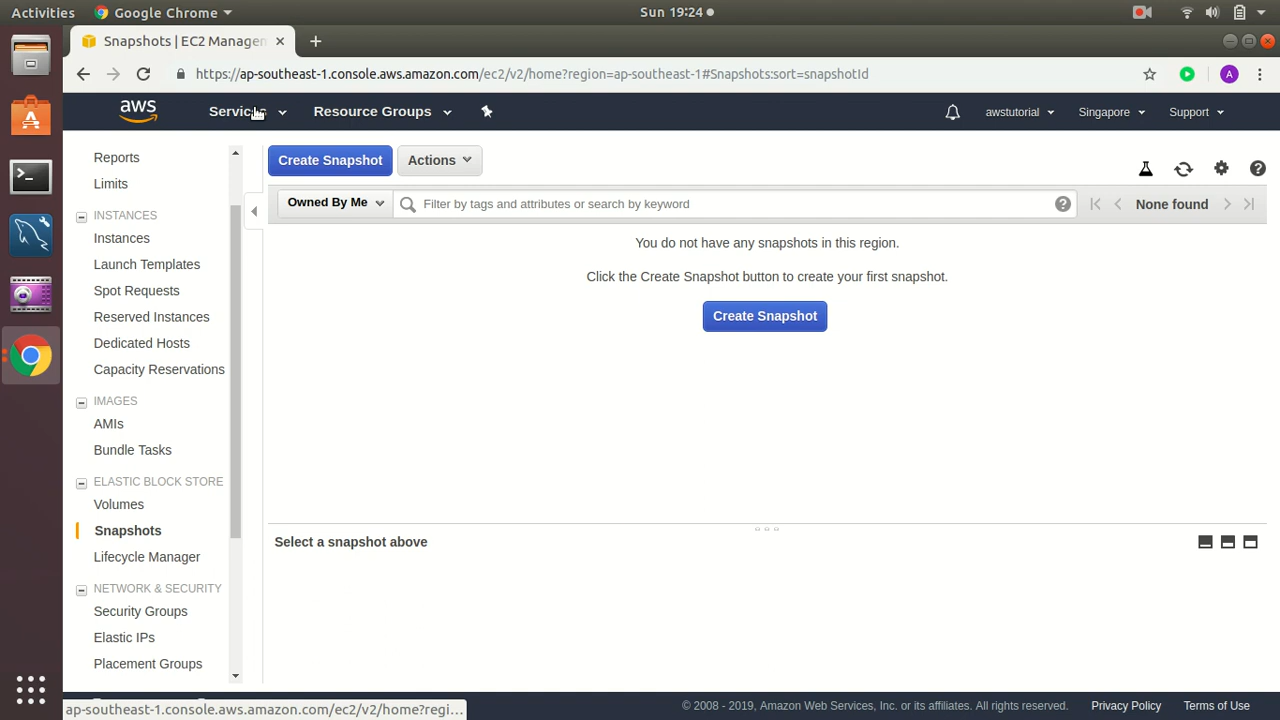 Activities
Google Chrome
Sun 19:24
Snapshots | EC2 Managem
https://ap-southeast-1.console.aws.amazon.com/ec2/v2/home?region=ap-southeast-1#Snapshots:sort=snapshotId
A
aws
Services
Resource Groups
awstutorial
Singapore
Support
Reports
Limits
INSTANCES
Instances
Launch Templates
Spot Requests
Reserved Instances
Dedicated Hosts
Capacity Reservations
IMAGES
AMIs
Bundle Tasks
ELASTIC BLOCK STORE
Volumes
Snapshots
Lifecycle Manager
NETWORK & SECURITY
Security Groups
Elastic IPs
Placement Groups
Create Snapshot
Actions
Owned By Me
Filter by tags and attributes or search by keyword
None found
You do not have any snapshots in this region.
Click the Create Snapshot button to create your first snapshot.
Create Snapshot
Select a snapshot above
ap-southeast-1.console.aws.amazon.com/ec2/v2/home?regi...
© 2008 - 2019, Amazon Web Services, Inc. or its affiliates. All rights reserved.
Privacy Policy
Terms of Use